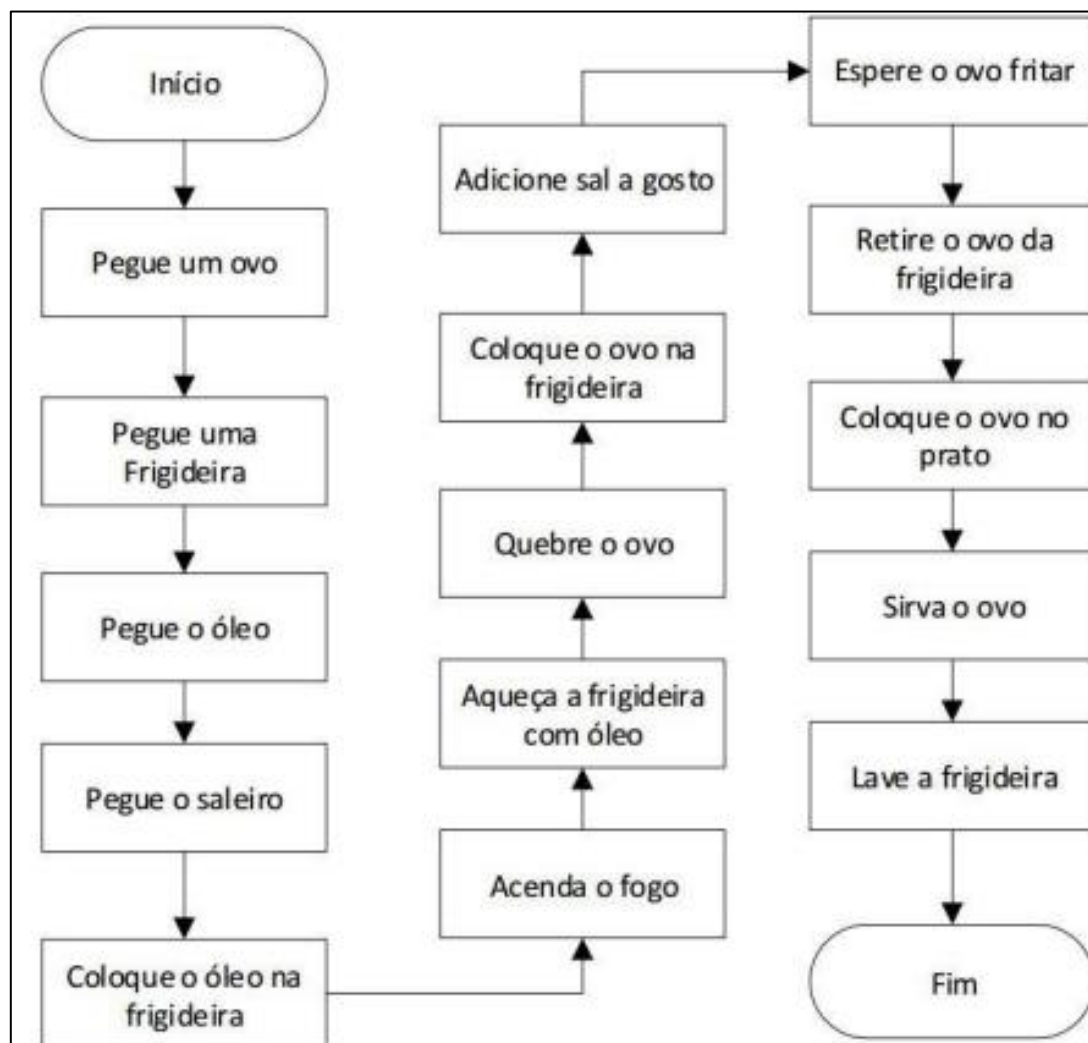 Início
Pegue um ovo
Pegue uma
Frigideira
Pegue o óleo
Pegue o saleiro
Coloque o óleo na
frigideira
Acenda o fogo
Aqueça a frigideira
com óleo
Quebre o ovo
Coloque o ovo na
frigideira
Adicione sal a gosto
Espere o ovo fritar
Retire o ovo da
frigideira
Coloque o ovo no
prato
Sirva o ovo
Lave a frigideira
Fim